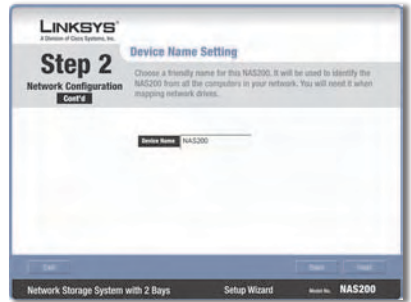 LINKSYS®
A Division of Cisco Systems, Inc.
Step 2
Network Configuration
Cont'd
Device Name Setting
Choose a friendly name for this NAS200. It will be used to identify the
NAS200 from all the computers in your network. You will need it when
mapping network drives.
Device Name NAS200
Exit
Next
Network Storage System with 2 Bays Setup Wizard Model No. NAS200